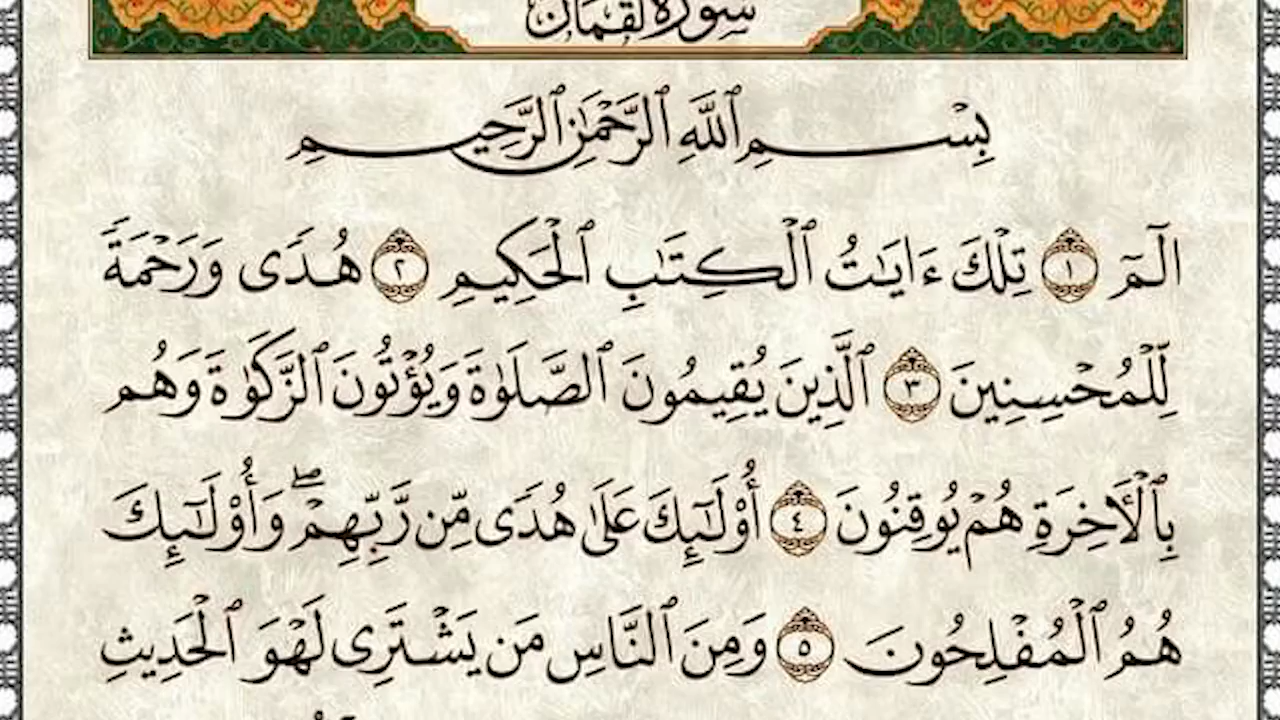 سورة لقمان
بِسْمِ ٱللَّهِ ٱلرَّحْمَٰنِ ٱلرَّحِيمِ
الٓمٓ ١ تِلْكَ ءَايَٰتُ ٱلْكِتَٰبِ ٱلْحَكِيمِ ٢ هُدًى وَرَحْمَةً
لِّلْمُحْسِنِينَ ٣ ٱلَّذِينَ يُقِيمُونَ ٱلصَّلَوٰةَ وَيُؤْتُونَ ٱلزَّكَوٰةَ وَهُم
بِٱلْأَخِرَةِ هُمْ يُوقِنُونَ ٤ أُو۟لَٰٓئِكَ عَلَىٰ هُدًى مِّن رَّبِّهِمْ ۖ وَأُو۟لَٰٓئِكَ
هُمُ ٱلْمُفْلِحُونَ ٥ وَمِنَ ٱلنَّاسِ مَن يَشْتَرِى لَهْوَ ٱلْحَدِيثِ